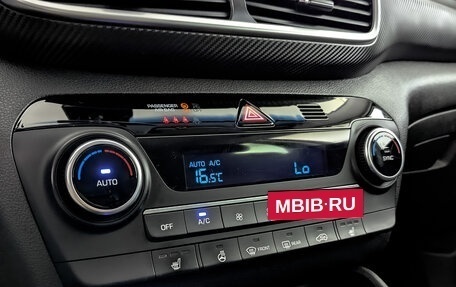 PASSENGER
AIR BAG
AUTO A/C
16.5°C Lo
AUTO
SYNC
OFF
A/C
MBIB.RU
FRONT
REAR